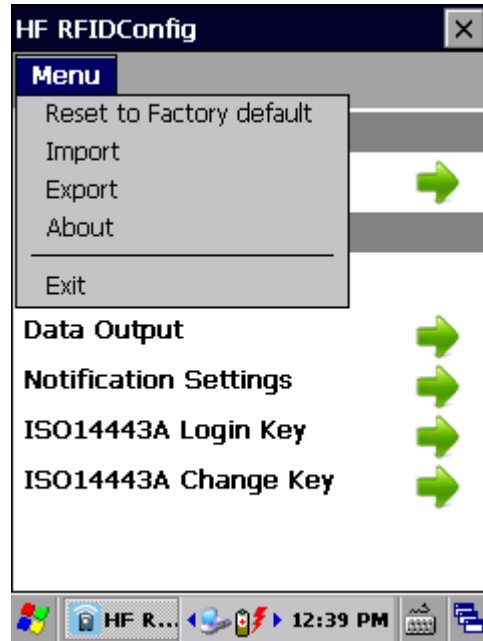 HF RFIDConfig
Menu
Reset to Factory default
Import
Export
About
Exit
Data Output
Notification Settings
ISO14443A Login Key
ISO14443A Change Key
HF R... 12:39 PM